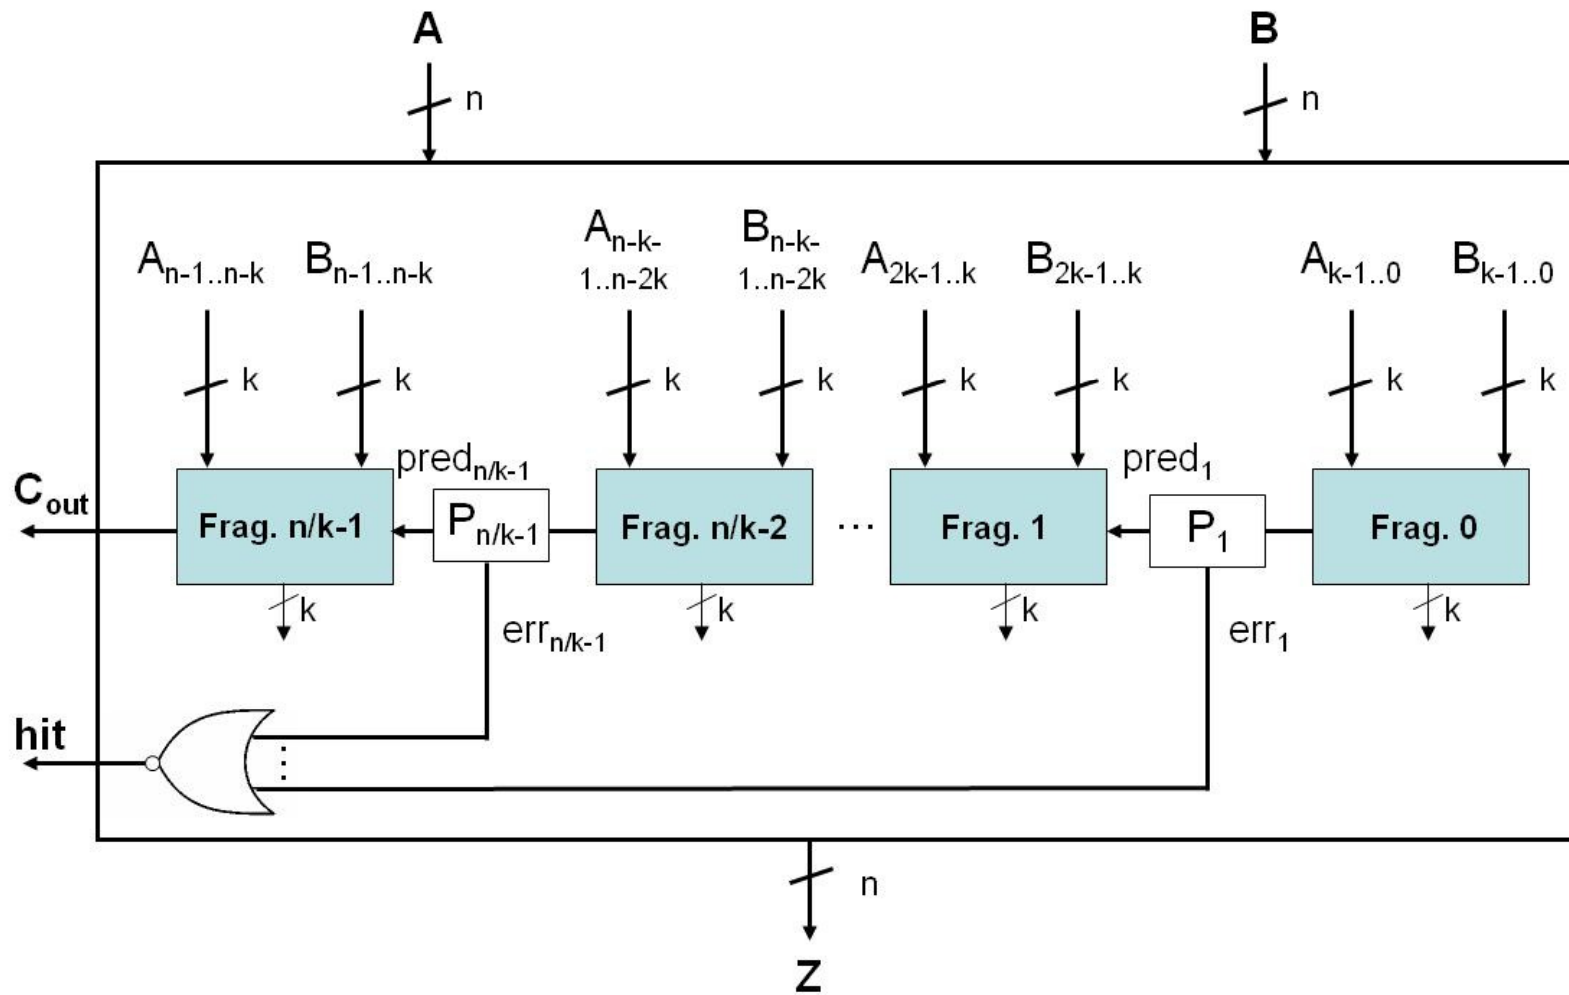 A B
n n
A_{n-1..n-k} B_{n-1..n-k} A_{n-k-1..n-2k} B_{n-k-1..n-2k} A_{2k-1..k} B_{2k-1..k} A_{k-1..0} B_{k-1..0}
k k k k k k k k
pred_{n/k-1} pred_1
C_{out} Frag. n/k-1 P_{n/k-1} Frag. n/k-2 ... Frag. 1 P_1 Frag. 0
k k k k
err_{n/k-1} err_1
hit
n
Z